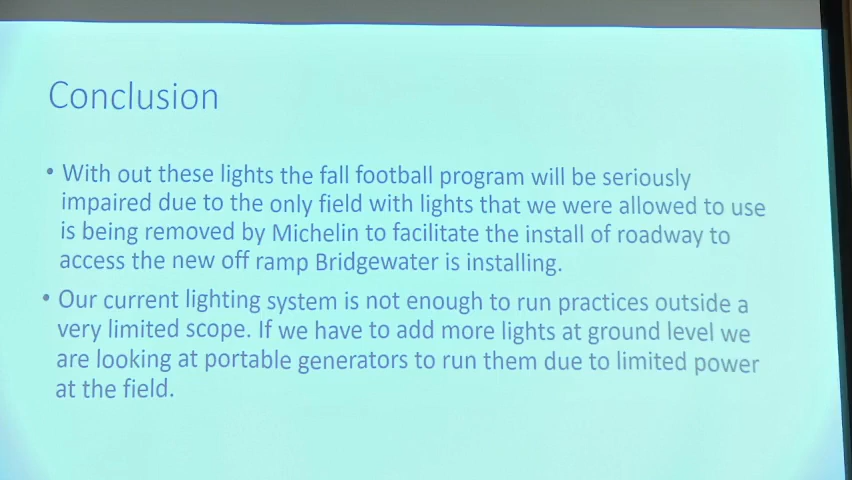 Conclusion
• With out these lights the fall football program will be seriously
impaired due to the only field with lights that we were allowed to use
is being removed by Michelin to facilitate the install of roadway to
access the new off ramp Bridgewater is installing.
• Our current lighting system is not enough to run practices outside a
very limited scope. If we have to add more lights at ground level we
are looking at portable generators to run them due to limited power
at the field.